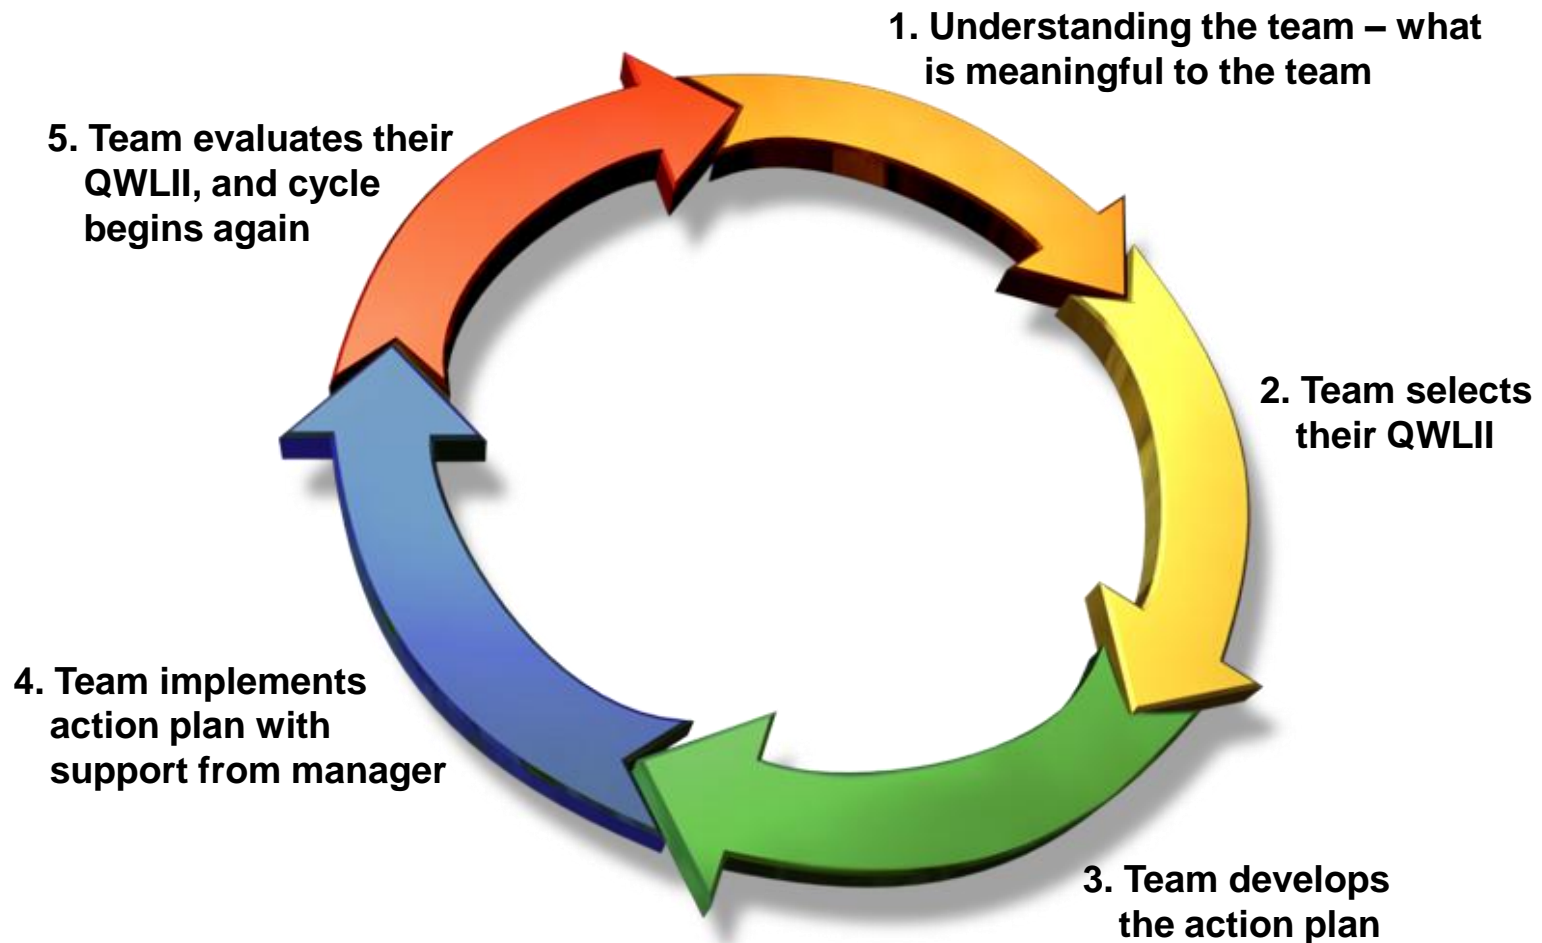 1. Understanding the team – what
is meaningful to the team
2. Team selects
their QWLII
3. Team develops
the action plan
4. Team implements
action plan with
support from manager
5. Team evaluates their
QWLII, and cycle
begins again